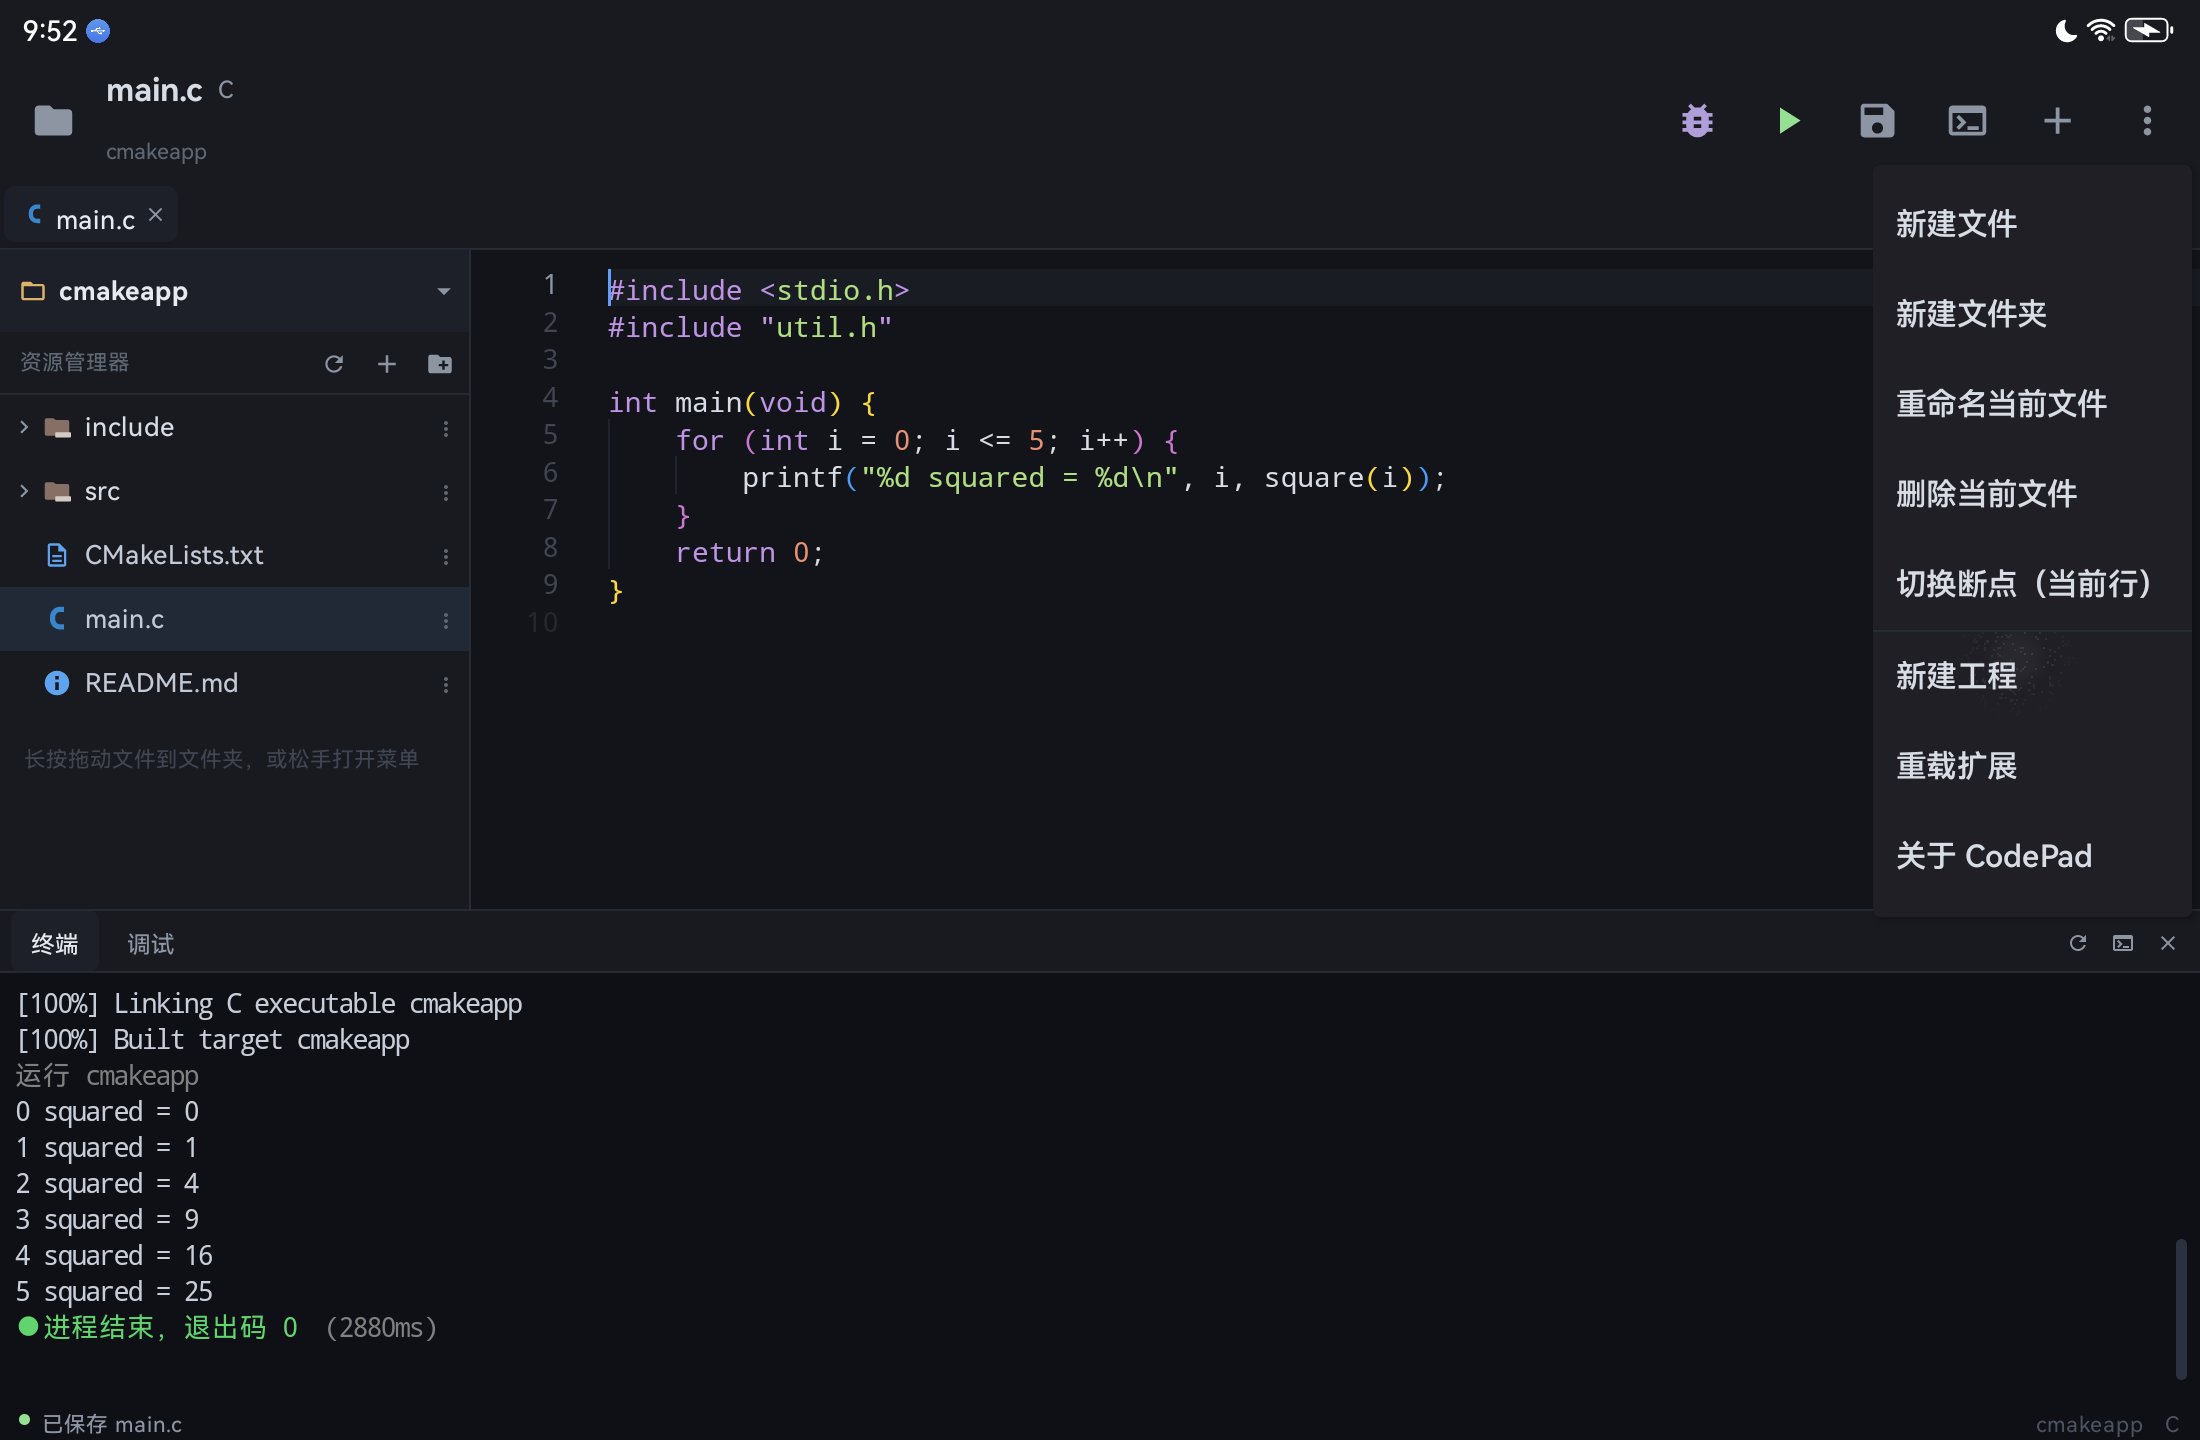 9:52
main.c C
cmakeapp
main.c
cmakeapp
资源管理器
include
src
CMakeLists.txt
main.c
README.md
长按拖动文件到文件夹，或松手打开菜单
1 #include <stdio.h>
2 #include "util.h"
3
4 int main(void) {
5     for (int i = 0; i <= 5; i++) {
6         printf("%d squared = %d\n", i, square(i));
7     }
8     return 0;
9 }
10
新建文件
新建文件夹
重命名当前文件
删除当前文件
切换断点（当前行）
新建工程
重载扩展
关于 CodePad
终端 调试
[100%] Linking C executable cmakeapp
[100%] Built target cmakeapp
运行 cmakeapp
0 squared = 0
1 squared = 1
2 squared = 4
3 squared = 9
4 squared = 16
5 squared = 25
进程结束，退出码 0 (2880ms)
已保存 main.c
cmakeapp C